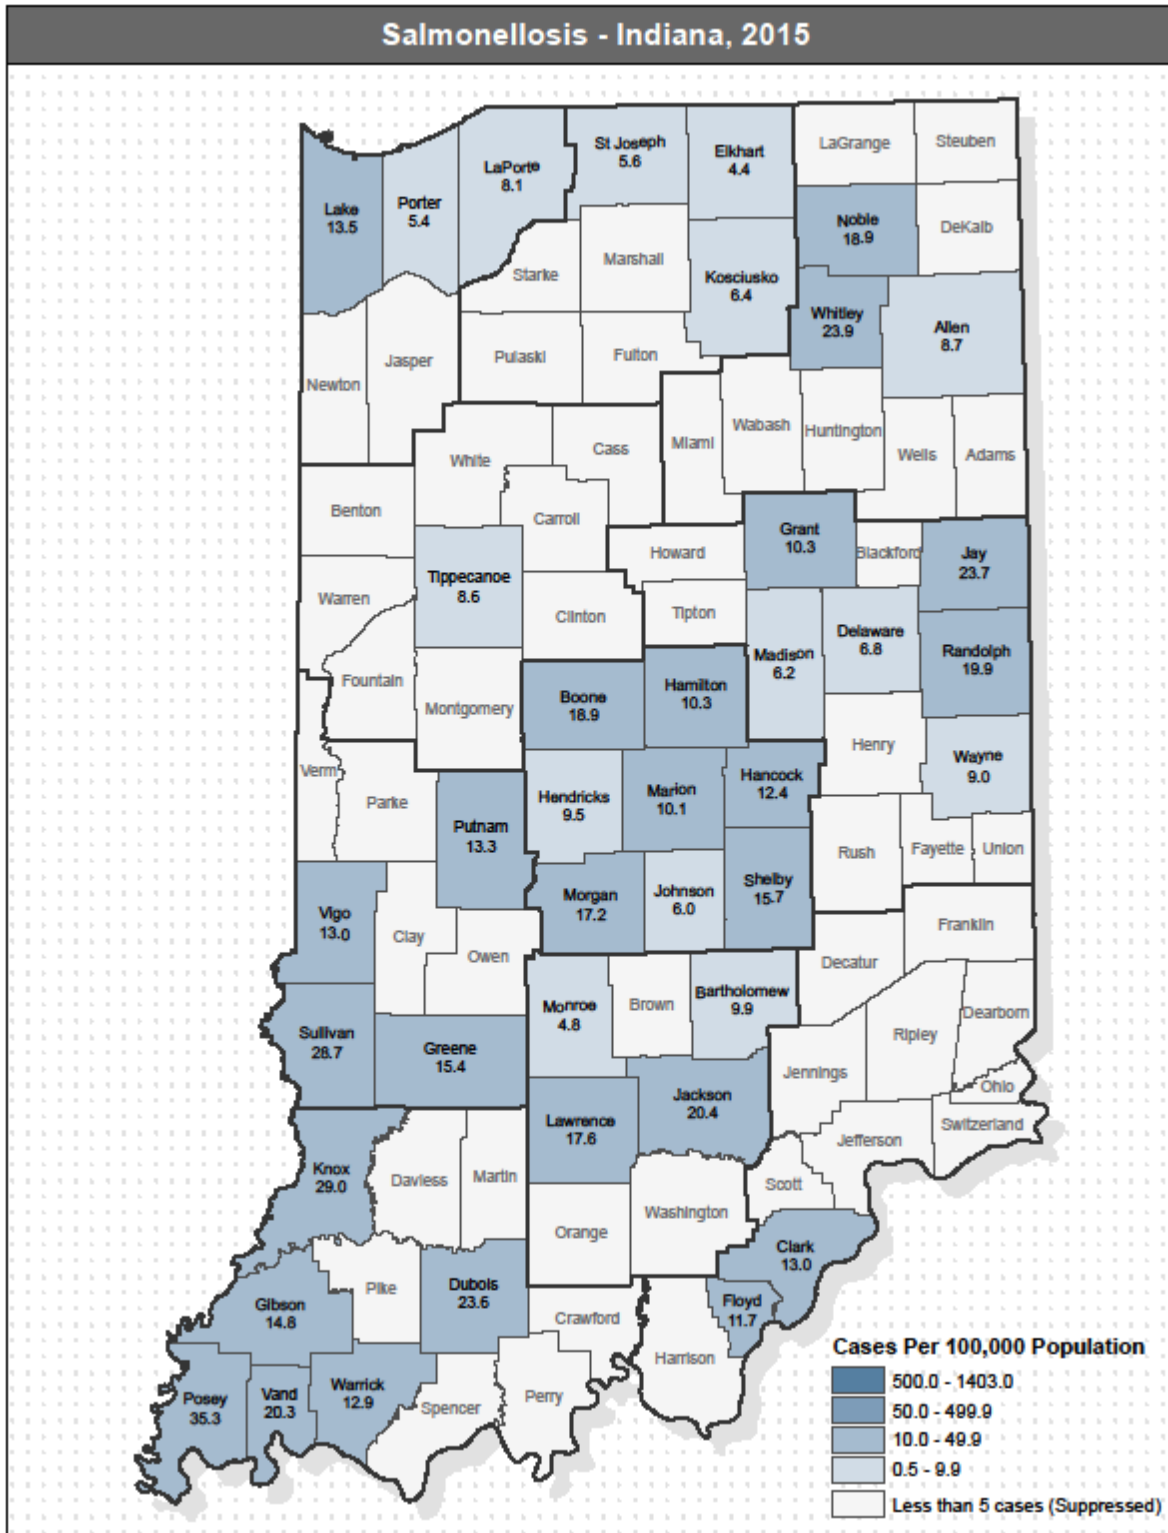 Salmonellosis - Indiana, 2015
LaGrange
Steuben
St Joseph
5.6
Elkhart
4.4
LaPorte
8.1
Lake
13.5
Porter
5.4
Noble
18.9
DeKalb
Starke
Marshall
Kosciusko
6.4
Whitley
23.9
Allen
8.7
Newton
Jasper
Pulaski
Fulton
White
Cass
Miami
Wabash
Huntington
Wells
Adams
Benton
Carroll
Howard
Grant
10.3
Blackford
Jay
23.7
Warren
Tippecanoe
8.6
Clinton
Tipton
Madison
6.2
Delaware
6.8
Randolph
19.9
Fountain
Montgomery
Boone
18.9
Hamilton
10.3
Henry
Wayne
9.0
Verm
Parke
Putnam
13.3
Hendricks
9.5
Marion
10.1
Hancock
12.4
Rush
Fayette
Union
Vigo
13.0
Clay
Owen
Morgan
17.2
Johnson
6.0
Shelby
15.7
Franklin
Decatur
Monroe
4.8
Brown
Bartholomew
9.9
Dearborn
Ripley
Sullivan
28.7
Greene
15.4
Jennings
Ohio
Lawrence
17.6
Jackson
20.4
Jefferson
Switzerland
Knox
29.0
Daviess
Martin
Scott
Orange
Washington
Clark
13.0
Gibson
14.8
Pike
Dubois
23.6
Floyd
11.7
Crawford
Harrison
Posey
35.3
Vand
20.3
Warrick
12.9
Spencer
Perry
Cases Per 100,000 Population
500.0 - 1403.0
50.0 - 499.9
10.0 - 49.9
0.5 - 9.9
Less than 5 cases (Suppressed)